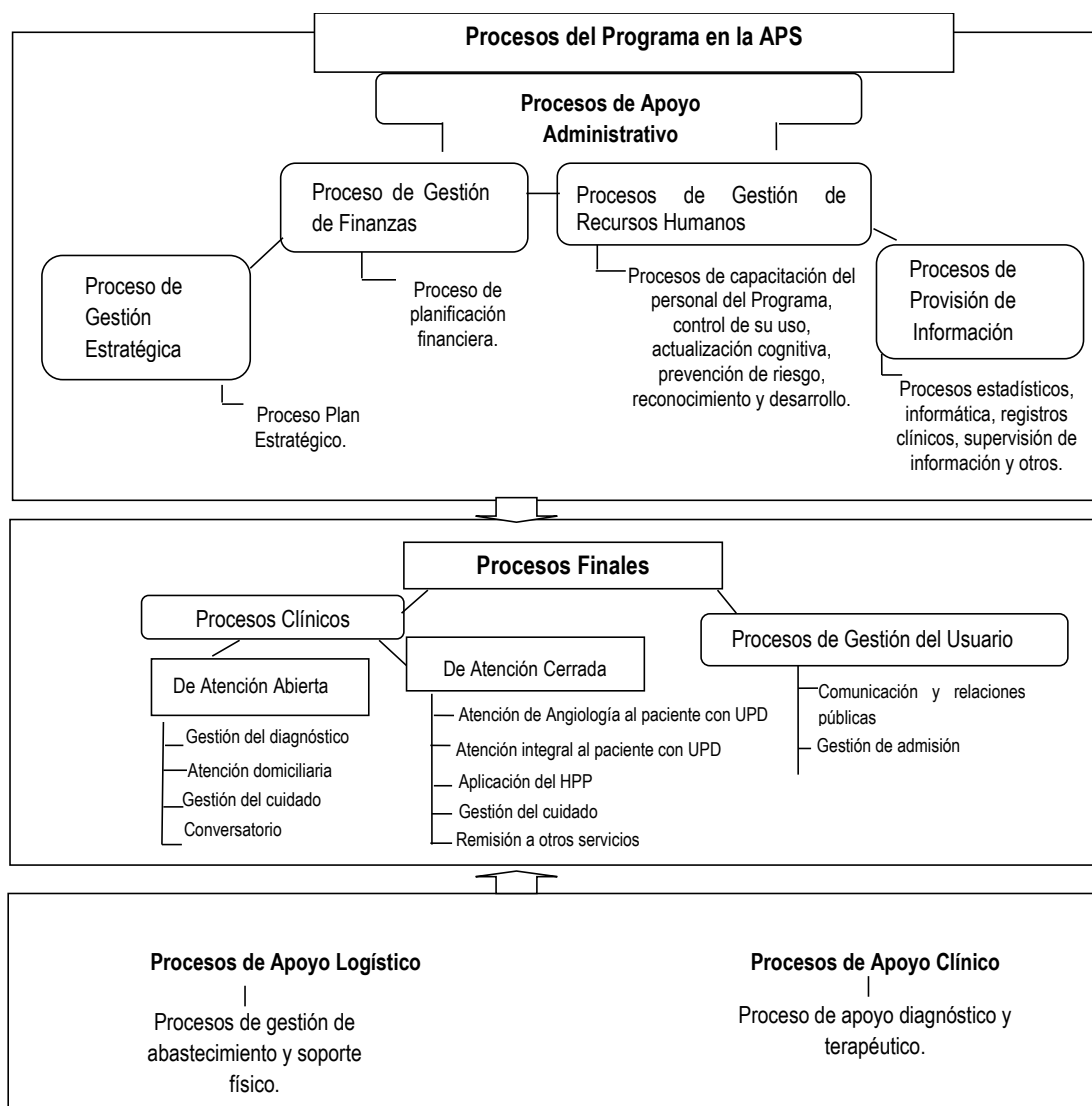 Procesos del Programa en la APS
Procesos de Apoyo
Administrativo
Proceso de Gestión
de Finanzas
Procesos de Gestión de
Recursos Humanos
Proceso de
Gestión
Estratégica
Procesos de
Provisión de
Información
Proceso de
planificación
financiera.
Procesos de capacitación del
personal del Programa,
control de su uso,
actualización cognitiva,
prevención de riesgo,
reconocimiento y desarrollo.
Proceso Plan
Estratégico.
Procesos estadísticos,
informática, registros
clínicos, supervisión de
información y otros.
Procesos Finales
Procesos Clínicos
Procesos de Gestión del Usuario
De Atención Abierta
De Atención Cerrada
Gestión del diagnóstico
Atención domiciliaria
Gestión del cuidado
Conversatorio
Atención de Angiología al paciente con UPD
Atención integral al paciente con UPD
Aplicación del HPP
Gestión del cuidado
Remisión a otros servicios
Comunicación y relaciones
públicas
Gestión de admisión
Procesos de Apoyo Logístico
Procesos de gestión de
abastecimiento y soporte
físico.
Procesos de Apoyo Clínico
Proceso de apoyo diagnóstico y
terapéutico.